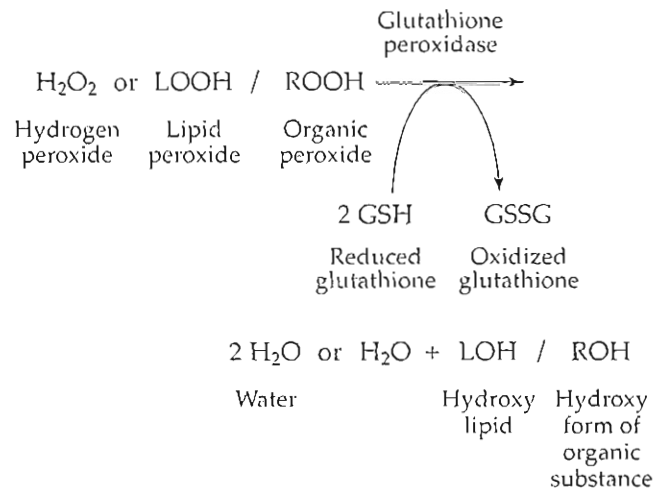 Glutathione
peroxidase
H₂O₂ or LOOH / ROOH
Hydrogen peroxide Lipid peroxide Organic peroxide
2 GSH GSSG
Reduced glutathione Oxidized glutathione
2 H₂O or H₂O + LOH / ROH
Water Hydroxy lipid Hydroxy form of organic substance